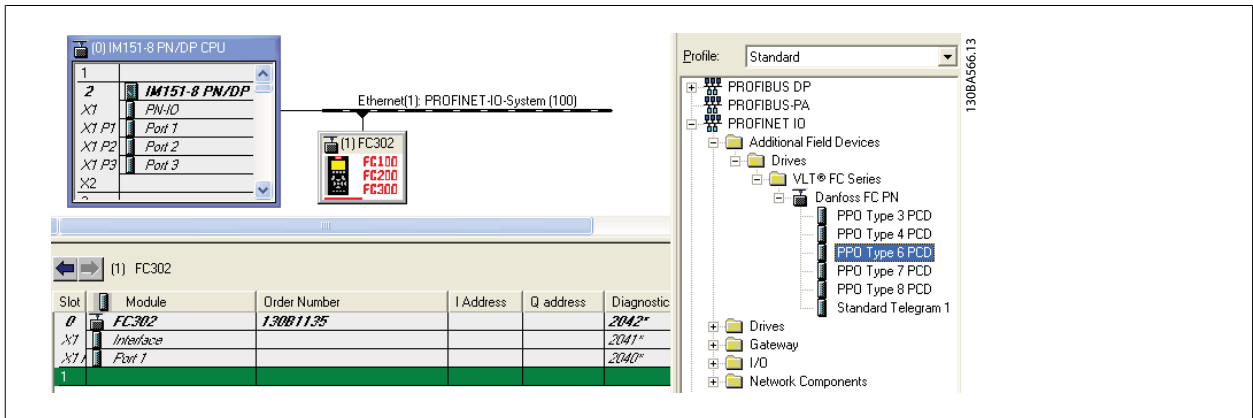 (0) IM151-8 PN/DP CPU
1
2 IM151-8 PN/DP
X1 PN-IO
X1 P1 Port 1
X1 P2 Port 2
X1 P3 Port 3
X2
Ethernet(1): PROFINET-IO-System (100)
(1) FC302
FC100
FC200
FC300
(1) FC302
Slot Module Order Number I Address Q address Diagnostic
0 FC302 130B1135 2042*
X1 Interface 2041*
X1 Port 1 2040*
1
Profile: Standard
PROFIBUS DP
PROFIBUS-PA
PROFINET IO
Additional Field Devices
Drives
VLT® FC Series
Danfoss FC PN
PPO Type 3 PCD
PPO Type 4 PCD
PPO Type 6 PCD
PPO Type 7 PCD
PPO Type 8 PCD
Standard Telegram 1
Drives
Gateway
I/O
Network Components
130BA566.13